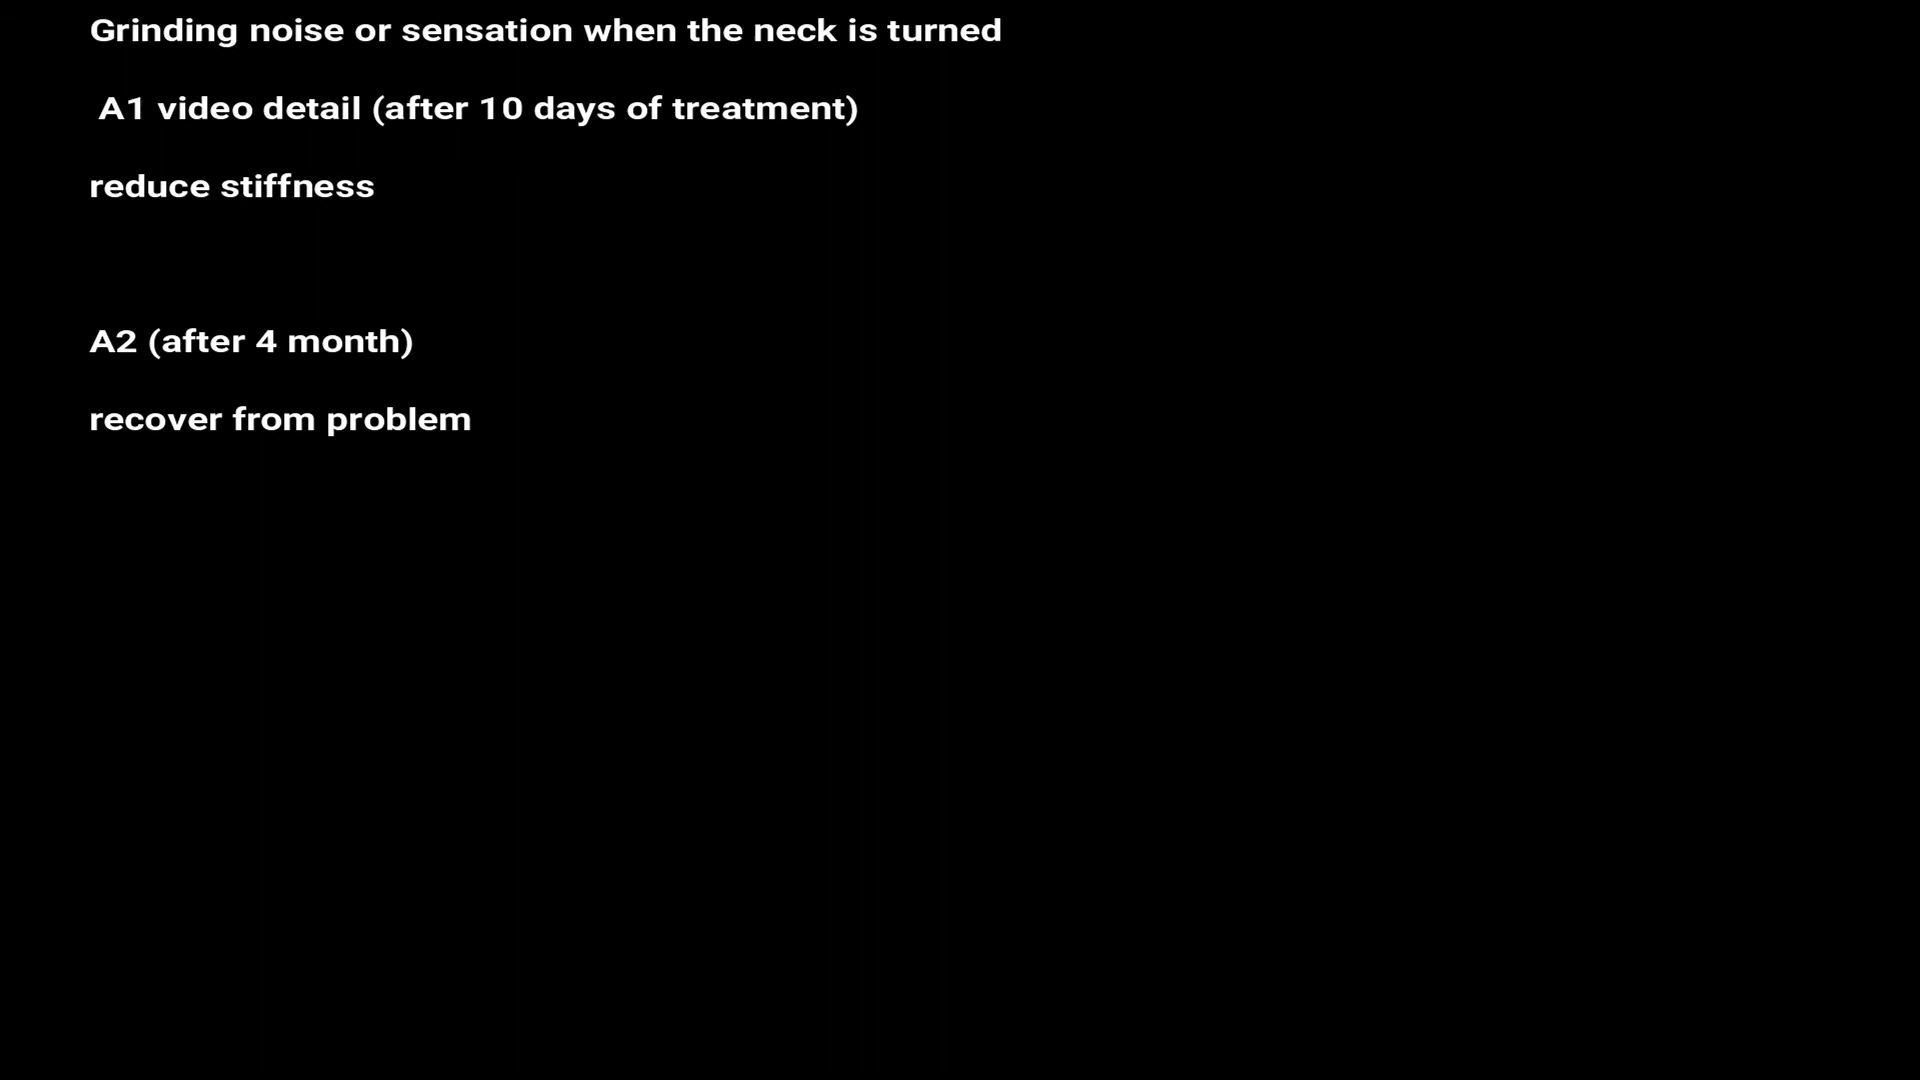 Grinding noise or sensation when the neck is turned
A1 video detail (after 10 days of treatment)
reduce stiffness
A2 (after 4 month)
recover from problem